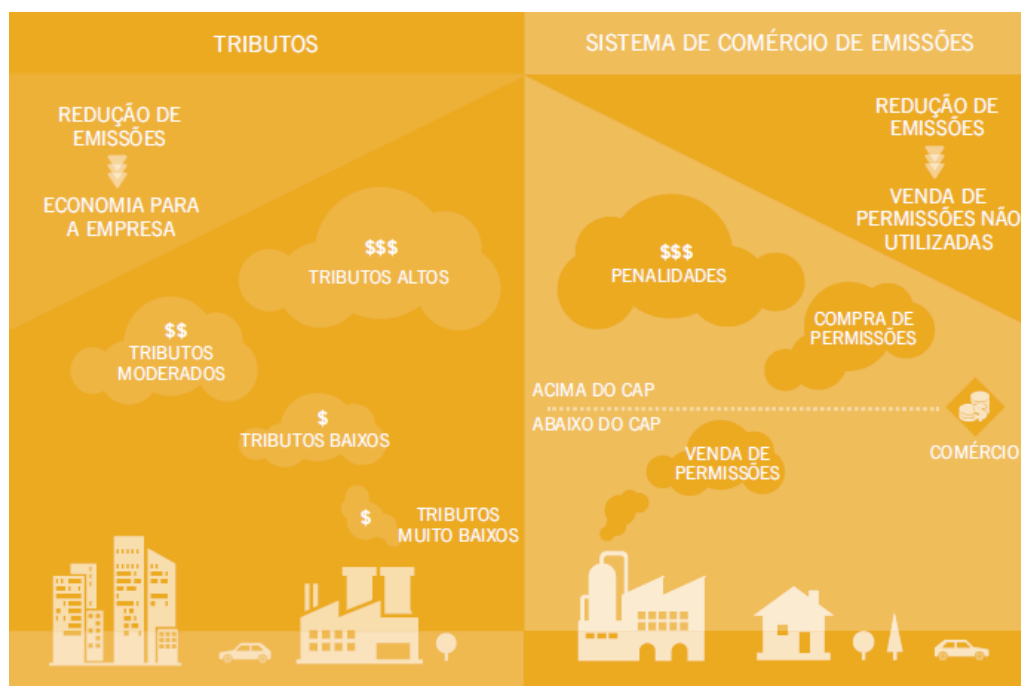 TRIBUTOS
REDUÇÃO DE
EMISSÕES
ECONOMIA PARA
A EMPRESA
$$$
TRIBUTOS ALTOS
$$
TRIBUTOS
MODERADOS
$
TRIBUTOS BAIXOS
$
TRIBUTOS
MUITO BAIXOS
SISTEMA DE COMÉRCIO DE EMISSÕES
REDUÇÃO DE
EMISSÕES
VENDA DE
PERMISSÕES NÃO
UTILIZADAS
$$$
PENALIDADES
COMPRA DE
PERMISSÕES
ACIMA DO CAP
ABAIXO DO CAP
COMÉRCIO
VENDA DE
PERMISSÕES